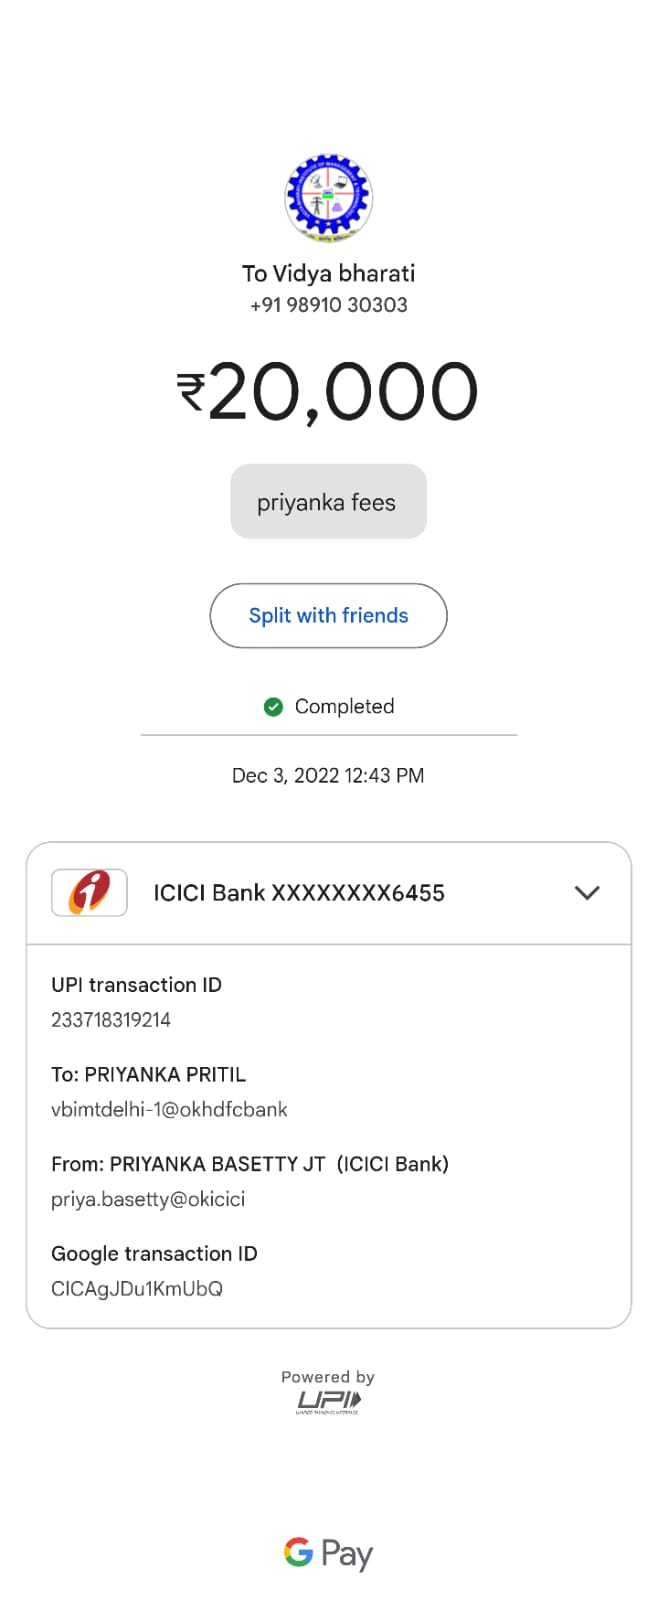 To Vidya bharati
+91 98910 30303
₹20,000
priyanka fees
Split with friends
Completed
Dec 3, 2022 12:43 PM
ICICI Bank XXXXXXXX6455
UPI transaction ID
233718319214
To: PRIYANKA PRITIL
vbimtdelhi-1@okhdfcbank
From: PRIYANKA BASETTY JT (ICICI Bank)
priya.basetty@okicici
Google transaction ID
CICAgJDu1KmUbQ
Powered by
UPI
G Pay